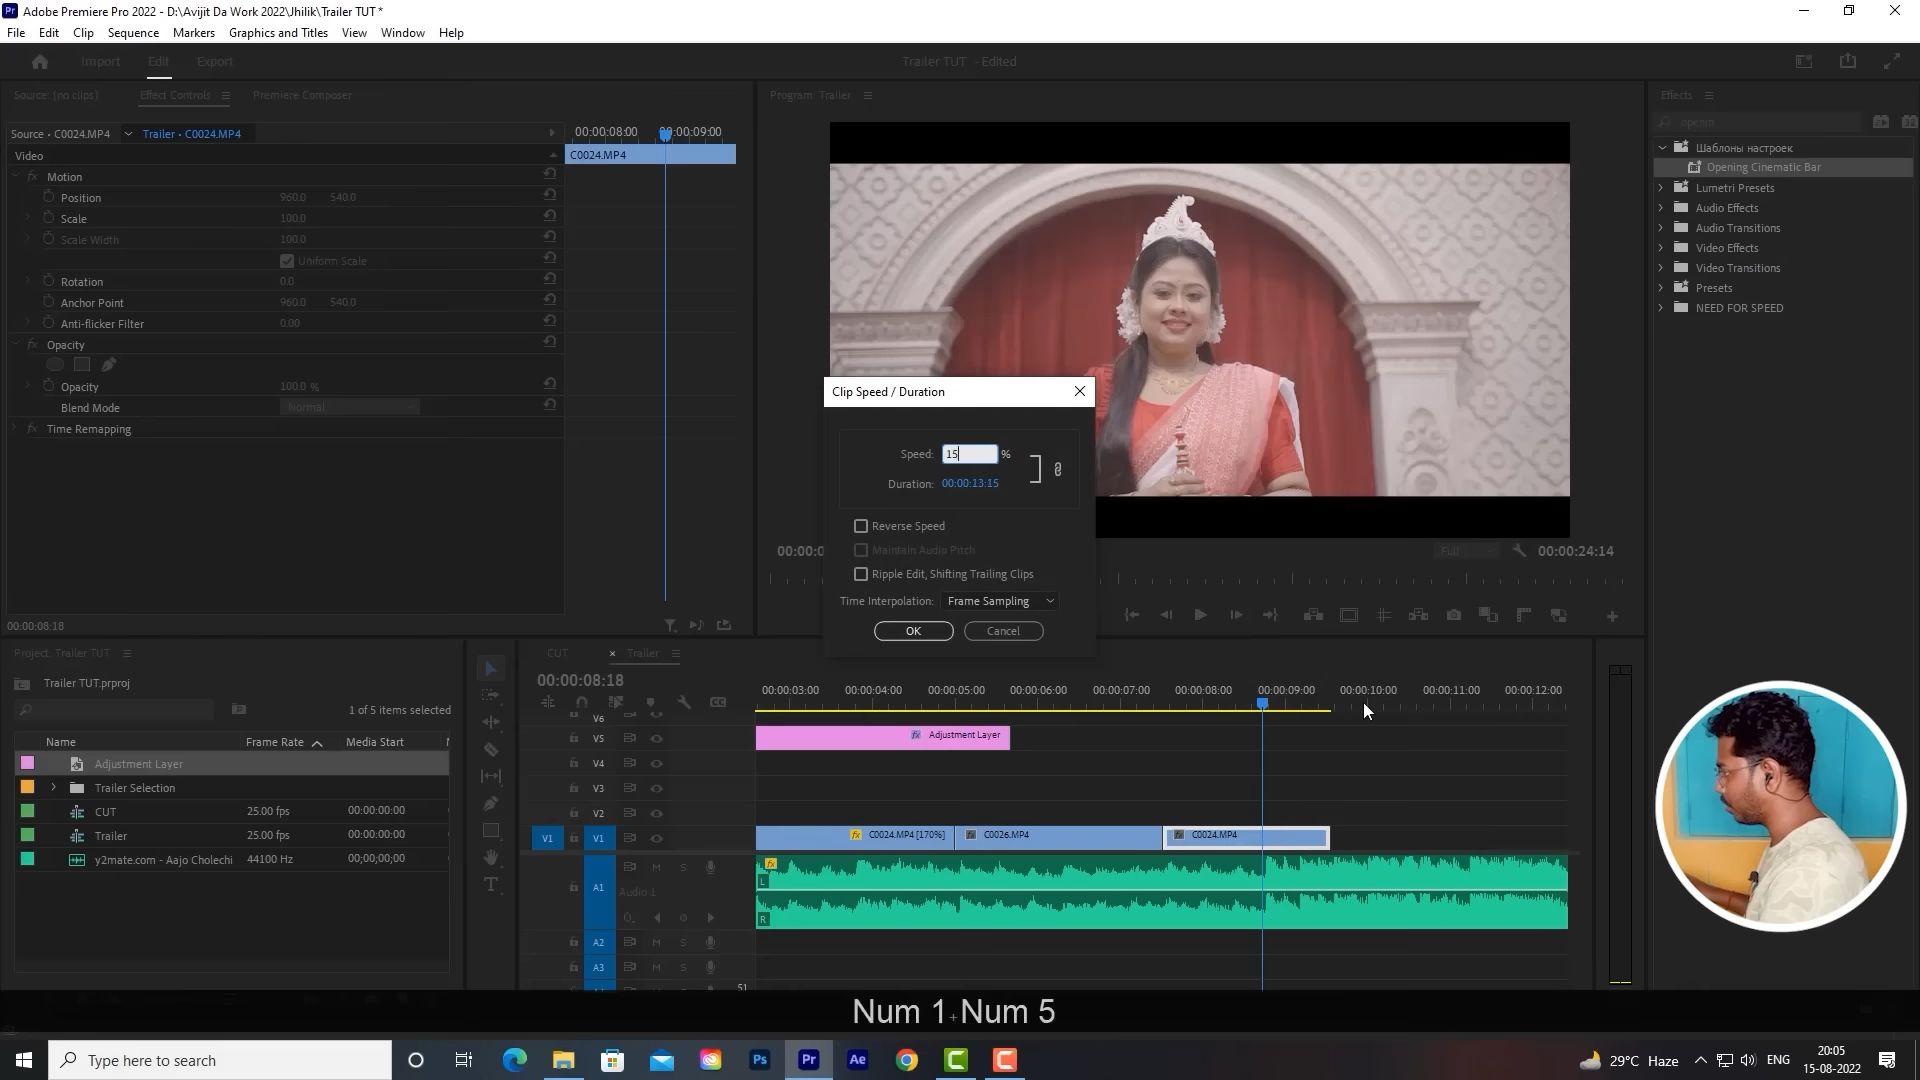 Adobe Premiere Pro 2022 - D:\Avijit Da Work 2022\Jhilik\Trailer TUT *
File Edit Clip Sequence Markers Graphics and Titles View Window Help
Import Edit Export
Trailer TUT - Edited
Source: (no clips) Effect Controls Premiere Composer
Program: Trailer
Effects
Source • C0024.MP4 Trailer • C0024.MP4
00:00:08:00 00:00:09:00
Video
C0024.MP4
fx Motion
Position 960.0 540.0
Scale 100.0
Scale Width 100.0
Uniform Scale
Rotation 0.0
Anchor Point 960.0 540.0
Anti-flicker Filter 0.00
fx Opacity
Opacity 100.0 %
Blend Mode Normal
fx Time Remapping
00:00:08:18
Шаблоны настроек
Opening Cinematic Bar
Lumetri Presets
Audio Effects
Audio Transitions
Video Effects
Video Transitions
Presets
NEED FOR SPEED
Clip Speed / Duration
Speed: 15 %
Duration: 00:00:13:15
Reverse Speed
Maintain Audio Pitch
Ripple Edit, Shifting Trailing Clips
Time Interpolation: Frame Sampling
OK Cancel
Full 00:00:24:14
Project: Trailer TUT
Trailer TUT.prproj
1 of 5 items selected
Name Frame Rate Media Start
Adjustment Layer
Trailer Selection
CUT 25.00 fps 00:00:00:00
Trailer 25.00 fps 00:00:00:00
y2mate.com - Aajo Cholechi 44100 Hz 00;00;00;00
CUT × Trailer
00:00:08:18
00:00:03:00 00:00:04:00 00:00:05:00 00:00:06:00 00:00:07:00 00:00:08:00 00:00:09:00 00:00:10:00 00:00:11:00 00:00:12:00
V6
V5 fx Adjustment Layer
V4
V3
V2
V1 V1 fx C0024.MP4 [170%] fx C0026.MP4 fx C0024.MP4
A1 M S fx L
Audio 1
R
A2 M S
A3 M S
S1
Num 1 + Num 5
Type here to search
Ps Pr Ae
29°C Haze ENG
20:05
15-08-2022